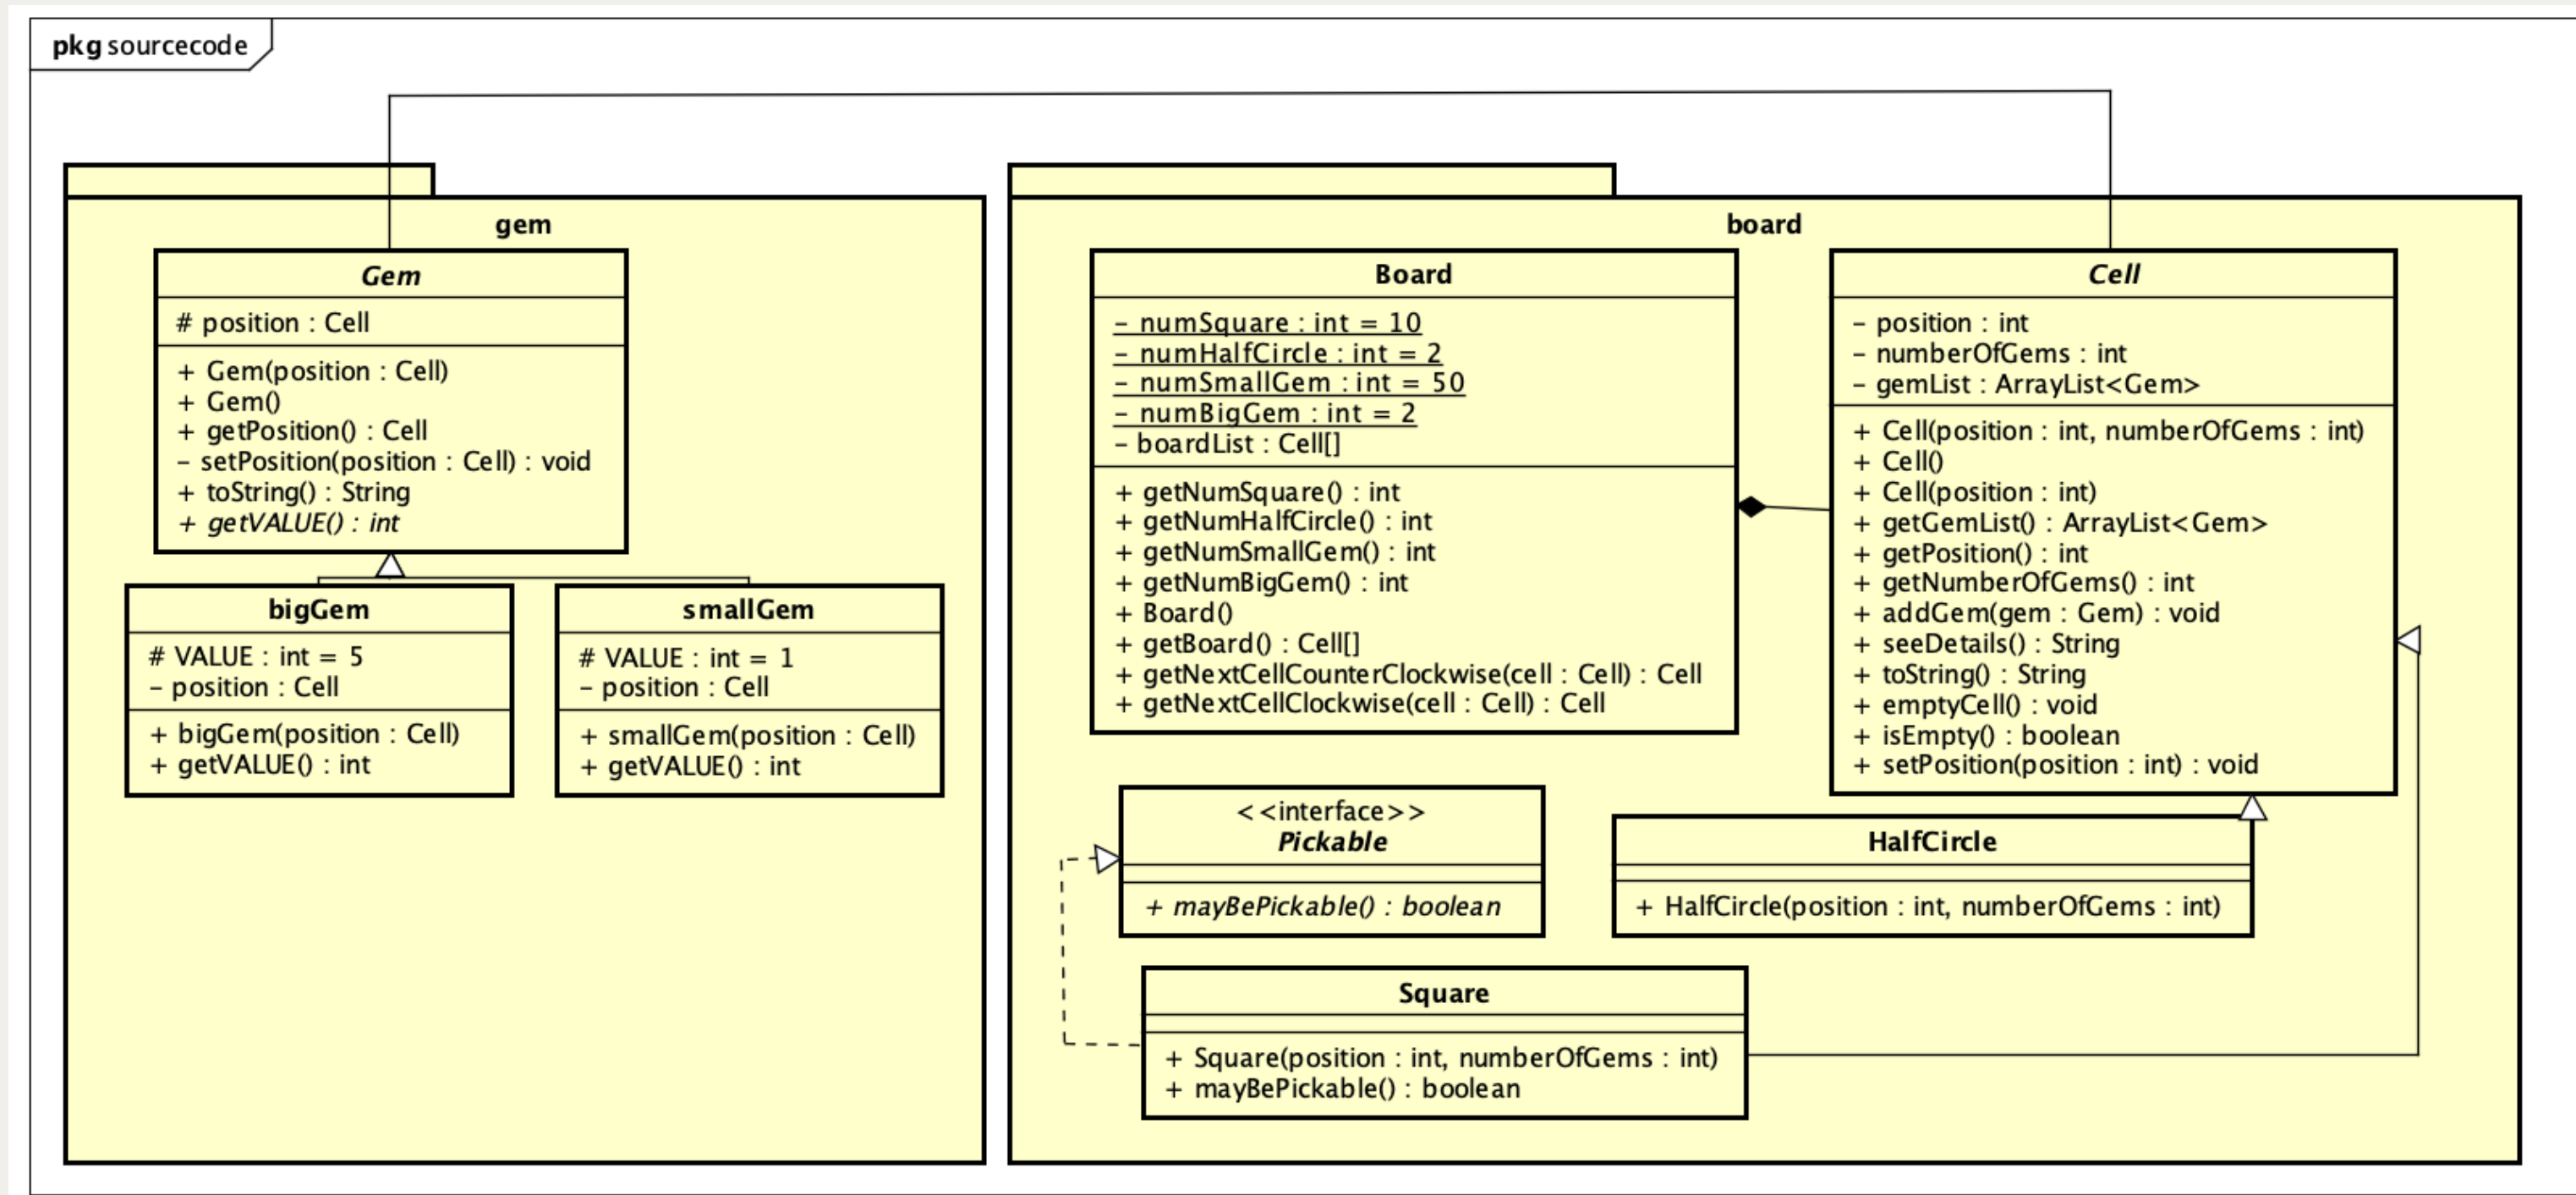 pkg sourcecode
gem
Gem
# position : Cell
+ Gem(position : Cell)
+ Gem()
+ getPosition() : Cell
- setPosition(position : Cell) : void
+ toString() : String
+ getVALUE() : int
bigGem
# VALUE : int = 5
- position : Cell
+ bigGem(position : Cell)
+ getVALUE() : int
smallGem
# VALUE : int = 1
- position : Cell
+ smallGem(position : Cell)
+ getVALUE() : int
board
Board
- numSquare : int = 10
- numHalfCircle : int = 2
- numSmallGem : int = 50
- numBigGem : int = 2
- boardList : Cell[]
+ getNumSquare() : int
+ getNumHalfCircle() : int
+ getNumSmallGem() : int
+ getNumBigGem() : int
+ Board()
+ getBoard() : Cell[]
+ getNextCellCounterClockwise(cell : Cell) : Cell
+ getNextCellClockwise(cell : Cell) : Cell
Cell
- position : int
- numberOfGems : int
- gemList : ArrayList<Gem>
+ Cell(position : int, numberOfGems : int)
+ Cell()
+ Cell(position : int)
+ getGemList() : ArrayList<Gem>
+ getPosition() : int
+ getNumberOfGems() : int
+ addGem(gem : Gem) : void
+ seeDetails() : String
+ toString() : String
+ emptyCell() : void
+ isEmpty() : boolean
+ setPosition(position : int) : void
<<interface>>
Pickable
+ mayBePickable() : boolean
HalfCircle
+ HalfCircle(position : int, numberOfGems : int)
Square
+ Square(position : int, numberOfGems : int)
+ mayBePickable() : boolean